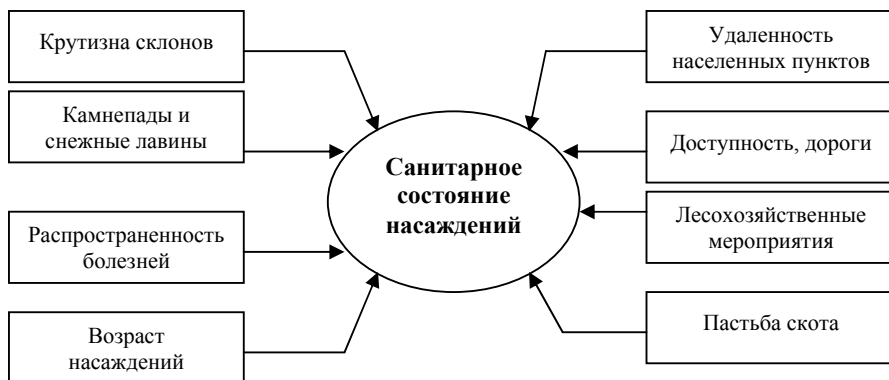 Крутизна склонов
Камнепады и
снежные лавины
Распространенность
болезней
Возраст
насаждений
Санитарное
состояние
насаждений
Удаленность
населенных пунктов
Доступность, дороги
Лесохозяйственные
мероприятия
Пастьба скота